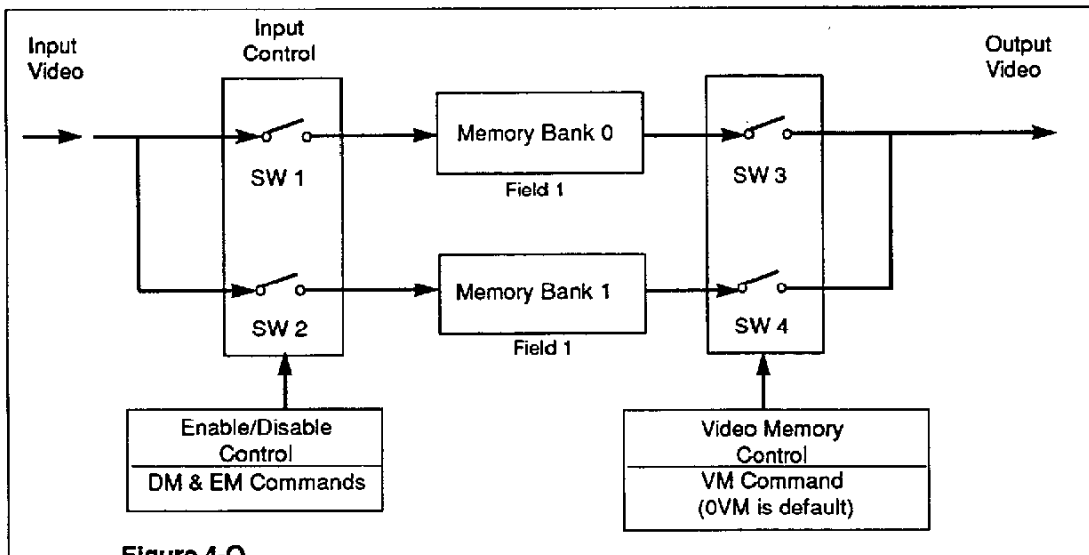 Input
Video
Input
Control
Output
Video
SW 1
Memory Bank 0
Field 1
SW 3
SW 2
Memory Bank 1
Field 1
SW 4
Enable/Disable
Control
DM & EM Commands
Video Memory
Control
VM Command
(0VM is default)